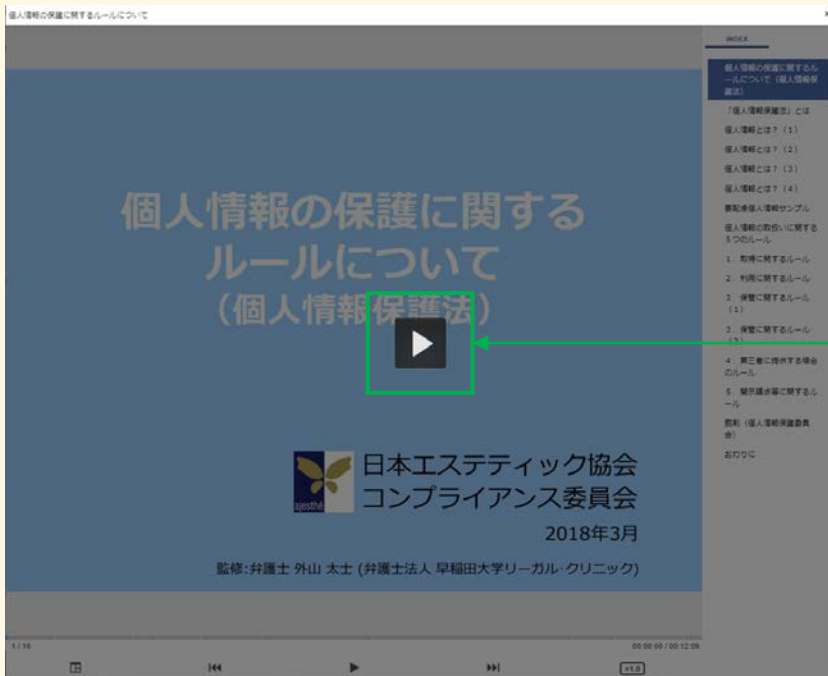 個人情報の保護に関するルールについて
INDEX
個人情報の保護に関するル
ールについて（個人情報保
護法）
「個人情報保護法」とは
個人情報とは？（1）
個人情報とは？（2）
個人情報とは？（3）
個人情報とは？（4）
要配慮個人情報サンプル
個人情報の取扱いに関する
5つのルール
1．取得に関するルール
2．利用に関するルール
3．保管に関するルール
（1）
3．保管に関するルール
（2）
4．第三者に提供する場合
のルール
5．開示請求等に関するル
ール
罰則（個人情報保護委員
会）
おわりに
個人情報の保護に関する
ルールについて
（個人情報保護法）
ajesthe
日本エステティック協会
コンプライアンス委員会
2018年3月
監修:弁護士 外山 太士 (弁護士法人 早稲田大学リーガル・クリニック)
1 / 16
00:00:00 / 00:12:09
×1.0